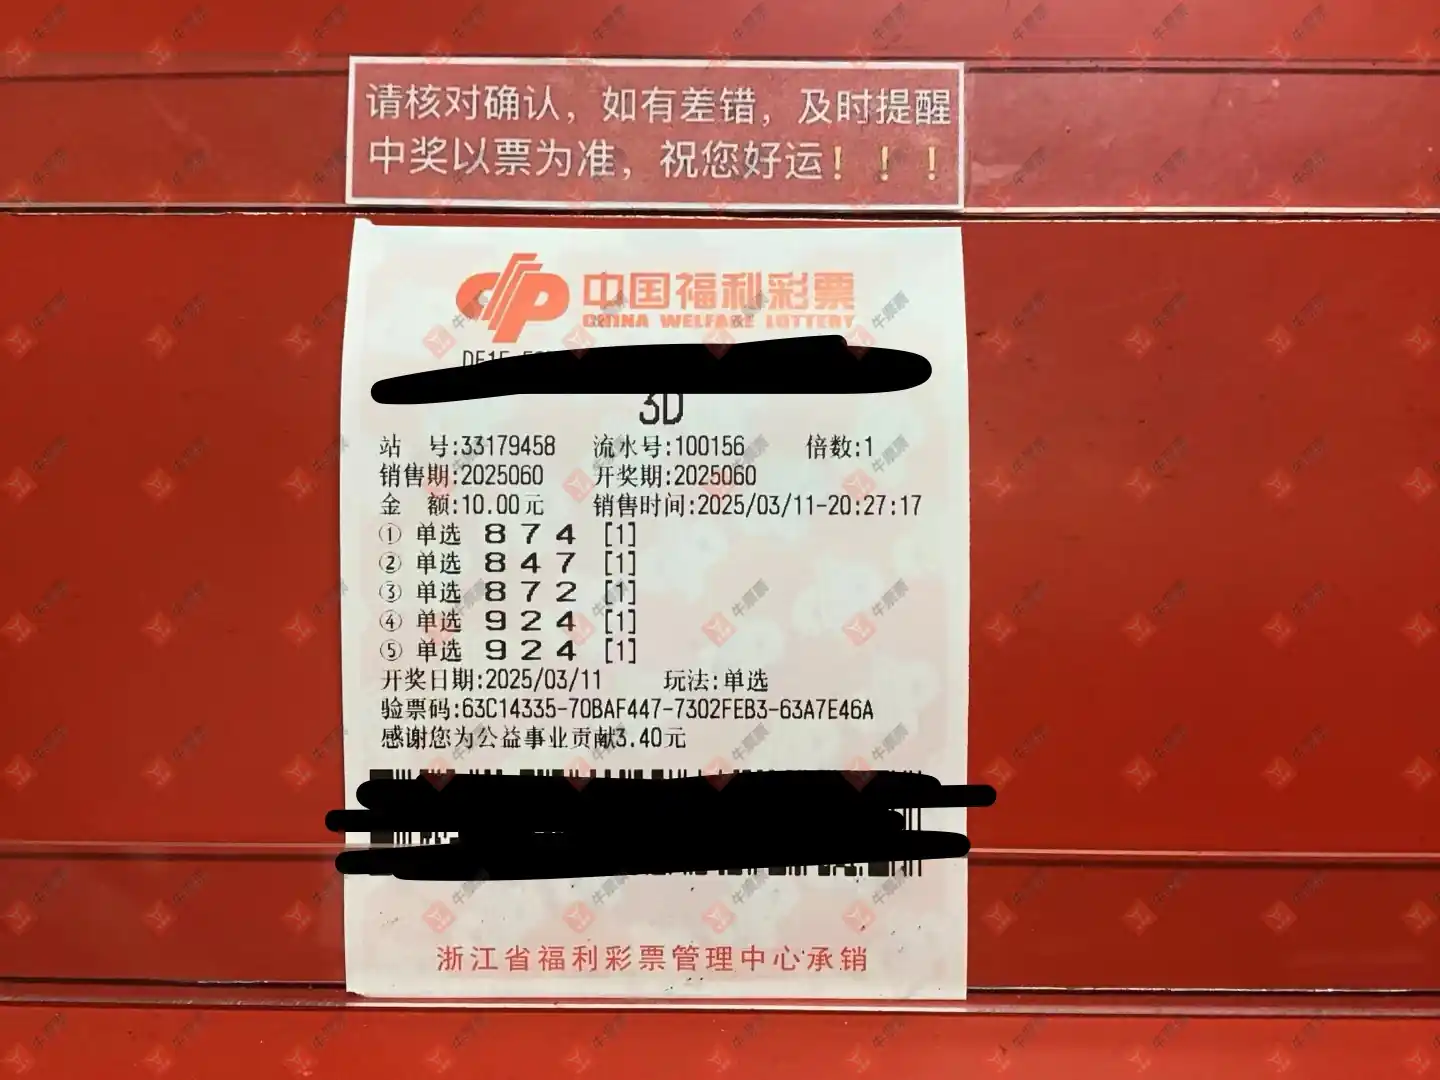 请核对确认，如有差错，及时提醒
中奖以票为准，祝您好运！！！
中国福利彩票
CHINA WELFARE LOTTERY
3D
站 号:33179458 流水号:100156 倍数:1
销售期:2025060 开奖期:2025060
金 额:10.00元 销售时间:2025/03/11-20:27:17
① 单选 8 7 4 [1]
② 单选 8 4 7 [1]
③ 单选 8 7 2 [1]
④ 单选 9 2 4 [1]
⑤ 单选 9 2 4 [1]
开奖日期:2025/03/11 玩法:单选
验票码:63C14335-70BAF447-7302FEB3-63A7E46A
感谢您为公益事业贡献3.40元
浙江省福利彩票管理中心承销
牛票票